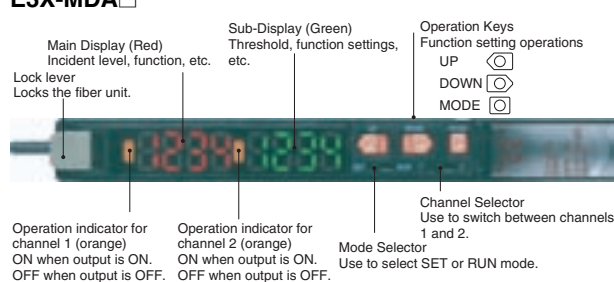 E3X-MDA□
Main Display (Red)
Incident level, function, etc.
Sub-Display (Green)
Threshold, function settings,
etc.
Operation Keys
Function setting operations
UP
DOWN
MODE
Lock lever
Locks the fiber unit.
1234 1234
Operation indicator for
channel 1 (orange)
ON when output is ON.
OFF when output is OFF.
Operation indicator for
channel 2 (orange)
ON when output is ON.
OFF when output is OFF.
Mode Selector
Use to select SET or RUN mode.
Channel Selector
Use to switch between channels
1 and 2.